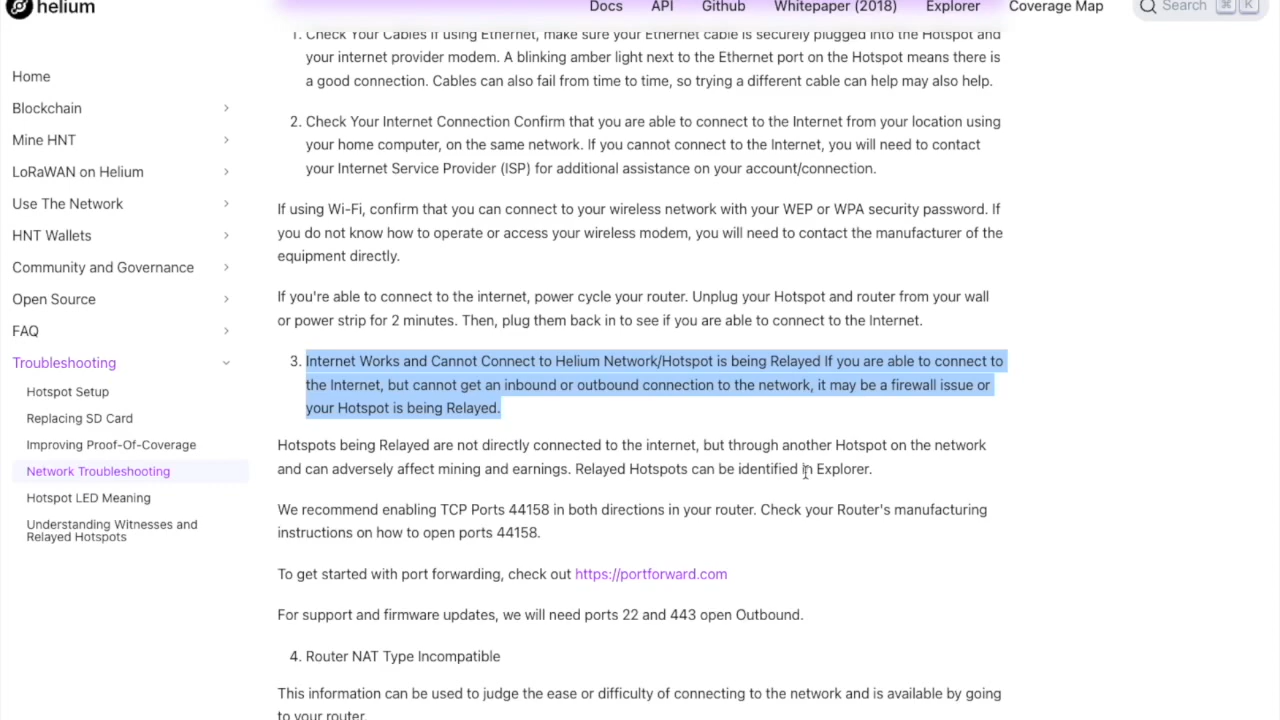 helium
Docs
API
Github
Whitepaper (2018)
Explorer
Coverage Map
Search
⌘
K
Home
Blockchain
Mine HNT
LoRaWAN on Helium
Use The Network
HNT Wallets
Community and Governance
Open Source
FAQ
Troubleshooting
Hotspot Setup
Replacing SD Card
Improving Proof-Of-Coverage
Network Troubleshooting
Hotspot LED Meaning
Understanding Witnesses and
Relayed Hotspots
1. Check Your Cables If using Ethernet, make sure your Ethernet cable is securely plugged into the Hotspot and
your internet provider modem. A blinking amber light next to the Ethernet port on the Hotspot means there is
a good connection. Cables can also fail from time to time, so trying a different cable can help may also help.
2. Check Your Internet Connection Confirm that you are able to connect to the Internet from your location using
your home computer, on the same network. If you cannot connect to the Internet, you will need to contact
your Internet Service Provider (ISP) for additional assistance on your account/connection.
If using Wi-Fi, confirm that you can connect to your wireless network with your WEP or WPA security password. If
you do not know how to operate or access your wireless modem, you will need to contact the manufacturer of the
equipment directly.
If you're able to connect to the internet, power cycle your router. Unplug your Hotspot and router from your wall
or power strip for 2 minutes. Then, plug them back in to see if you are able to connect to the Internet.
3. Internet Works and Cannot Connect to Helium Network/Hotspot is being Relayed If you are able to connect to
the Internet, but cannot get an inbound or outbound connection to the network, it may be a firewall issue or
your Hotspot is being Relayed.
Hotspots being Relayed are not directly connected to the internet, but through another Hotspot on the network
and can adversely affect mining and earnings. Relayed Hotspots can be identified in Explorer.
We recommend enabling TCP Ports 44158 in both directions in your router. Check your Router's manufacturing
instructions on how to open ports 44158.
To get started with port forwarding, check out https://portforward.com
For support and firmware updates, we will need ports 22 and 443 open Outbound.
4. Router NAT Type Incompatible
This information can be used to judge the ease or difficulty of connecting to the network and is available by going
to your router.